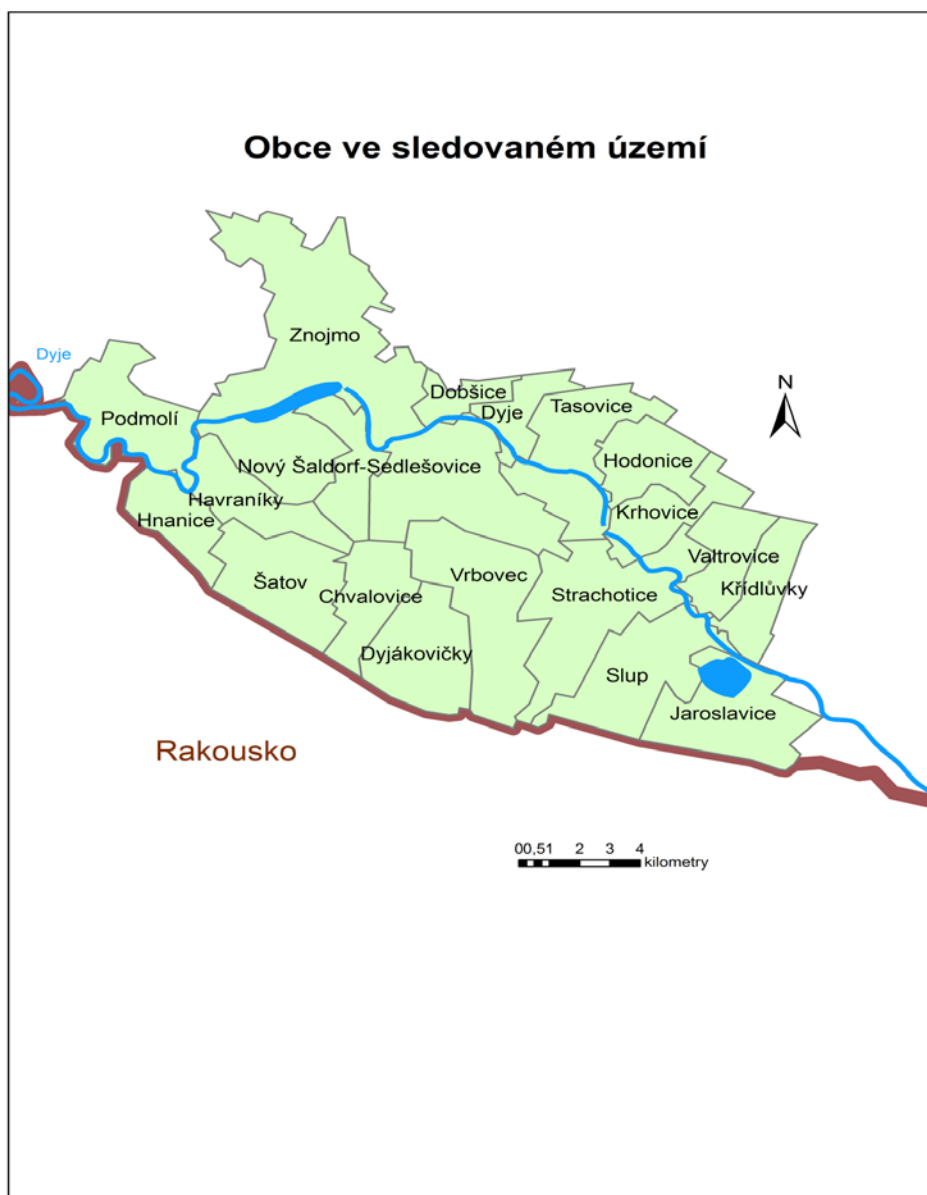 Obce ve sledovaném území
Znojmo
Dyje
Dobšice
Dyje
Tasovice
N
Podmolí
Nový Šaldorf-Sedlešovice
Hodonice
Havraníky
Hnanice
Krhovice
Šatov
Chvalovice
Vrbovec
Strachotice
Valtrovice
Křídlůvky
Dyjákovičky
Slup
Jaroslavice
Rakousko
00,51 2 3 4
kilometry